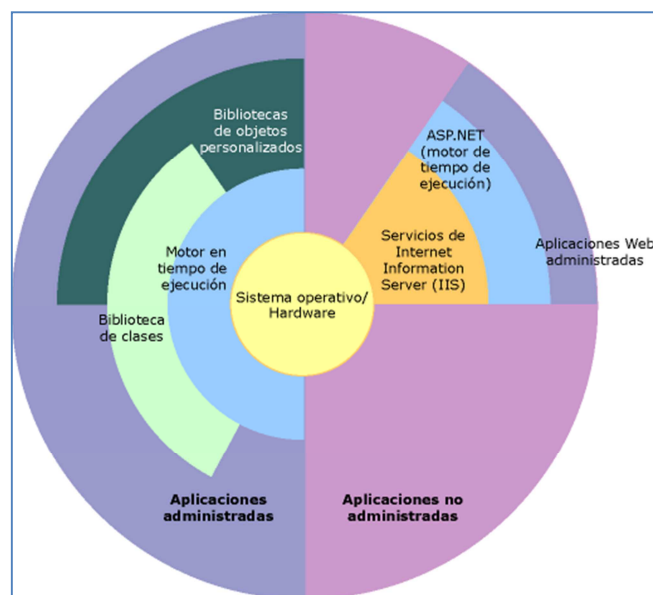 Bibliotecas
de objetos
personalizados
ASP.NET
(motor de
tiempo de
ejecución)
Motor en
tiempo de
ejecución
Servicios de
Internet
Information
Server (IIS)
Aplicaciones Web
administradas
Sistema operativo/
Hardware
Biblioteca
de clases
Aplicaciones
administradas
Aplicaciones no
administradas